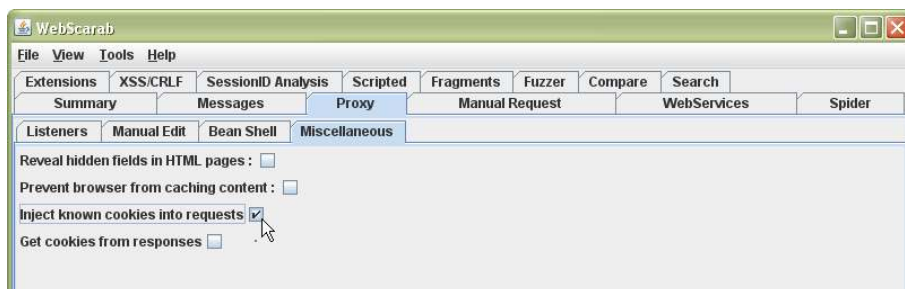 WebScarab
File View Tools Help
Extensions XSS/CRLF SessionID Analysis Scripted Fragments Fuzzer Compare Search
Summary Messages Proxy Manual Request WebServices Spider
Listeners Manual Edit Bean Shell Miscellaneous
Reveal hidden fields in HTML pages :
Prevent browser from caching content :
Inject known cookies into requests
Get cookies from responses